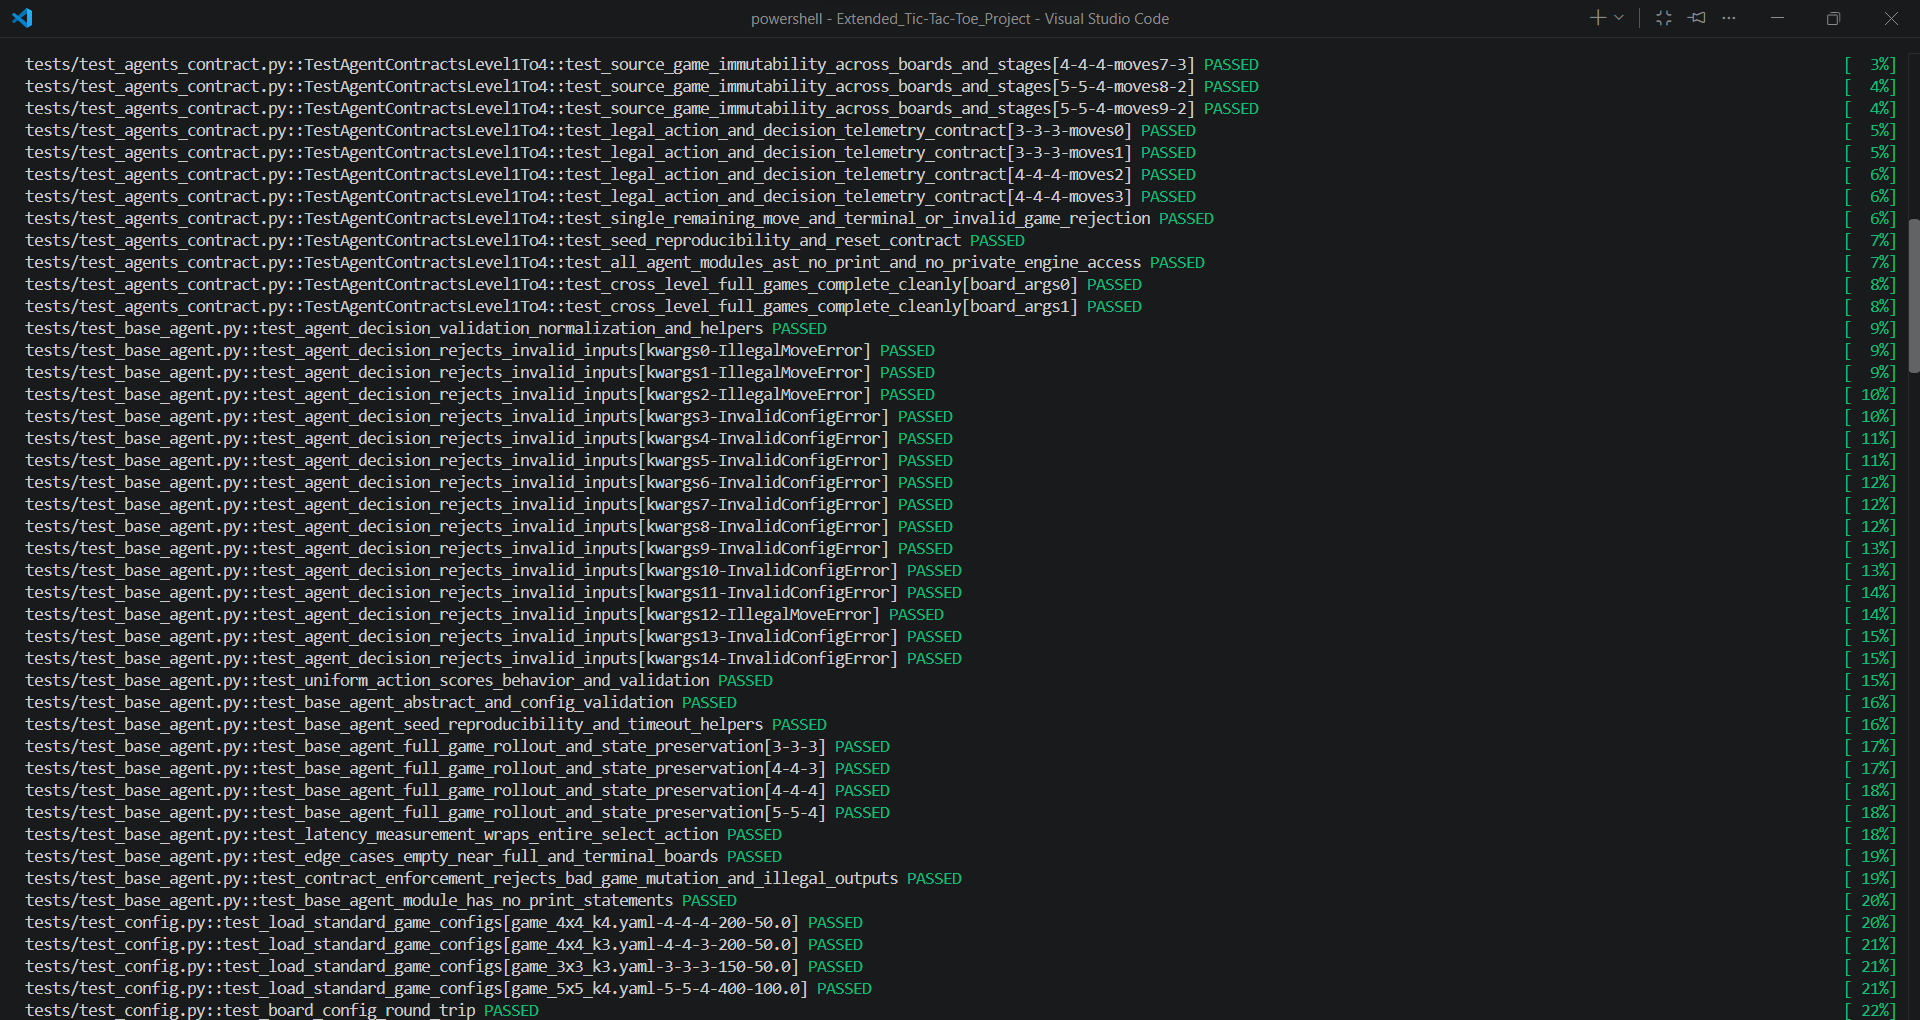 powershell - Extended_Tic-Tac-Toe_Project - Visual Studio Code
tests/test_agents_contract.py::TestAgentContractsLevel1To4::test_source_game_immutability_across_boards_and_stages[4-4-4-moves7-3] PASSED [  3%]
tests/test_agents_contract.py::TestAgentContractsLevel1To4::test_source_game_immutability_across_boards_and_stages[5-5-4-moves8-2] PASSED [  4%]
tests/test_agents_contract.py::TestAgentContractsLevel1To4::test_source_game_immutability_across_boards_and_stages[5-5-4-moves9-2] PASSED [  4%]
tests/test_agents_contract.py::TestAgentContractsLevel1To4::test_legal_action_and_decision_telemetry_contract[3-3-3-moves0] PASSED [  5%]
tests/test_agents_contract.py::TestAgentContractsLevel1To4::test_legal_action_and_decision_telemetry_contract[3-3-3-moves1] PASSED [  5%]
tests/test_agents_contract.py::TestAgentContractsLevel1To4::test_legal_action_and_decision_telemetry_contract[4-4-4-moves2] PASSED [  6%]
tests/test_agents_contract.py::TestAgentContractsLevel1To4::test_legal_action_and_decision_telemetry_contract[4-4-4-moves3] PASSED [  6%]
tests/test_agents_contract.py::TestAgentContractsLevel1To4::test_single_remaining_move_and_terminal_or_invalid_game_rejection PASSED [  6%]
tests/test_agents_contract.py::TestAgentContractsLevel1To4::test_seed_reproducibility_and_reset_contract PASSED [  7%]
tests/test_agents_contract.py::TestAgentContractsLevel1To4::test_all_agent_modules_ast_no_print_and_no_private_engine_access PASSED [  7%]
tests/test_agents_contract.py::TestAgentContractsLevel1To4::test_cross_level_full_games_complete_cleanly[board_args0] PASSED [  8%]
tests/test_agents_contract.py::TestAgentContractsLevel1To4::test_cross_level_full_games_complete_cleanly[board_args1] PASSED [  8%]
tests/test_base_agent.py::test_agent_decision_validation_normalization_and_helpers PASSED [  9%]
tests/test_base_agent.py::test_agent_decision_rejects_invalid_inputs[kwargs0-IllegalMoveError] PASSED [  9%]
tests/test_base_agent.py::test_agent_decision_rejects_invalid_inputs[kwargs1-IllegalMoveError] PASSED [  9%]
tests/test_base_agent.py::test_agent_decision_rejects_invalid_inputs[kwargs2-IllegalMoveError] PASSED [ 10%]
tests/test_base_agent.py::test_agent_decision_rejects_invalid_inputs[kwargs3-InvalidConfigError] PASSED [ 10%]
tests/test_base_agent.py::test_agent_decision_rejects_invalid_inputs[kwargs4-InvalidConfigError] PASSED [ 11%]
tests/test_base_agent.py::test_agent_decision_rejects_invalid_inputs[kwargs5-InvalidConfigError] PASSED [ 11%]
tests/test_base_agent.py::test_agent_decision_rejects_invalid_inputs[kwargs6-InvalidConfigError] PASSED [ 12%]
tests/test_base_agent.py::test_agent_decision_rejects_invalid_inputs[kwargs7-InvalidConfigError] PASSED [ 12%]
tests/test_base_agent.py::test_agent_decision_rejects_invalid_inputs[kwargs8-InvalidConfigError] PASSED [ 12%]
tests/test_base_agent.py::test_agent_decision_rejects_invalid_inputs[kwargs9-InvalidConfigError] PASSED [ 13%]
tests/test_base_agent.py::test_agent_decision_rejects_invalid_inputs[kwargs10-InvalidConfigError] PASSED [ 13%]
tests/test_base_agent.py::test_agent_decision_rejects_invalid_inputs[kwargs11-InvalidConfigError] PASSED [ 14%]
tests/test_base_agent.py::test_agent_decision_rejects_invalid_inputs[kwargs12-IllegalMoveError] PASSED [ 14%]
tests/test_base_agent.py::test_agent_decision_rejects_invalid_inputs[kwargs13-InvalidConfigError] PASSED [ 15%]
tests/test_base_agent.py::test_agent_decision_rejects_invalid_inputs[kwargs14-InvalidConfigError] PASSED [ 15%]
tests/test_base_agent.py::test_uniform_action_scores_behavior_and_validation PASSED [ 15%]
tests/test_base_agent.py::test_base_agent_abstract_and_config_validation PASSED [ 16%]
tests/test_base_agent.py::test_base_agent_seed_reproducibility_and_timeout_helpers PASSED [ 16%]
tests/test_base_agent.py::test_base_agent_full_game_rollout_and_state_preservation[3-3-3] PASSED [ 17%]
tests/test_base_agent.py::test_base_agent_full_game_rollout_and_state_preservation[4-4-3] PASSED [ 17%]
tests/test_base_agent.py::test_base_agent_full_game_rollout_and_state_preservation[4-4-4] PASSED [ 18%]
tests/test_base_agent.py::test_base_agent_full_game_rollout_and_state_preservation[5-5-4] PASSED [ 18%]
tests/test_base_agent.py::test_latency_measurement_wraps_entire_select_action PASSED [ 18%]
tests/test_base_agent.py::test_edge_cases_empty_near_full_and_terminal_boards PASSED [ 19%]
tests/test_base_agent.py::test_contract_enforcement_rejects_bad_game_mutation_and_illegal_outputs PASSED [ 19%]
tests/test_base_agent.py::test_base_agent_module_has_no_print_statements PASSED [ 20%]
tests/test_config.py::test_load_standard_game_configs[game_4x4_k4.yaml-4-4-4-200-50.0] PASSED [ 20%]
tests/test_config.py::test_load_standard_game_configs[game_4x4_k3.yaml-4-4-3-200-50.0] PASSED [ 21%]
tests/test_config.py::test_load_standard_game_configs[game_3x3_k3.yaml-3-3-3-150-50.0] PASSED [ 21%]
tests/test_config.py::test_load_standard_game_configs[game_5x5_k4.yaml-5-5-4-400-100.0] PASSED [ 21%]
tests/test_config.py::test_board_config_round_trip PASSED [ 22%]